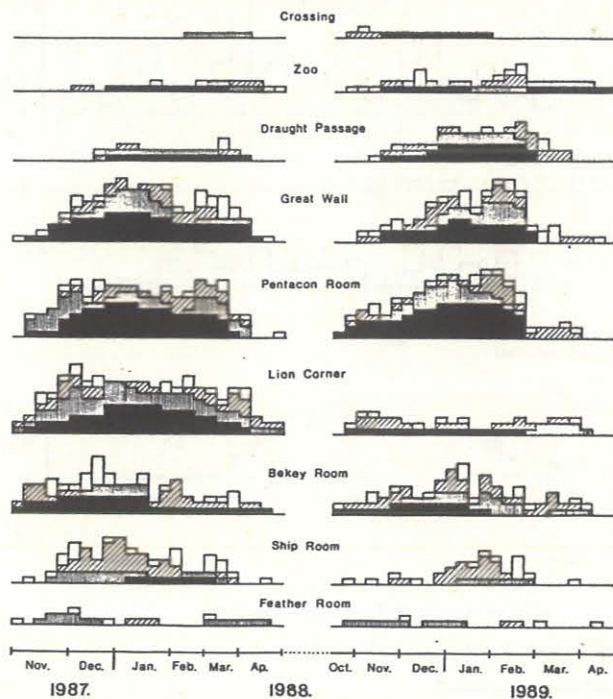 Crossing
Zoo
Draught Passage
Great Wall
Pentacon Room
Lion Corner
Bekey Room
Ship Room
Feather Room
Nov. Dec. Jan. Feb. Mar. Ap. Oct. Nov. Dec. Jan. Feb. Mar. Ap.
1987. 1988. 1989.